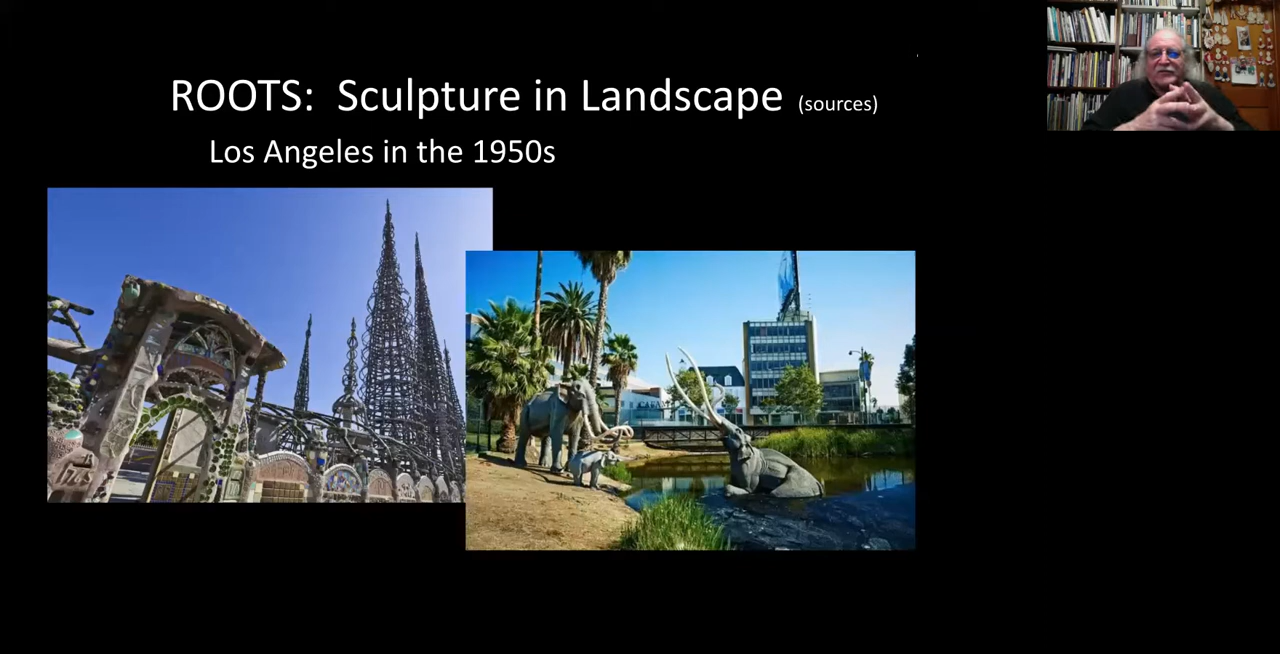 ROOTS: Sculpture in Landscape (sources)
Los Angeles in the 1950s